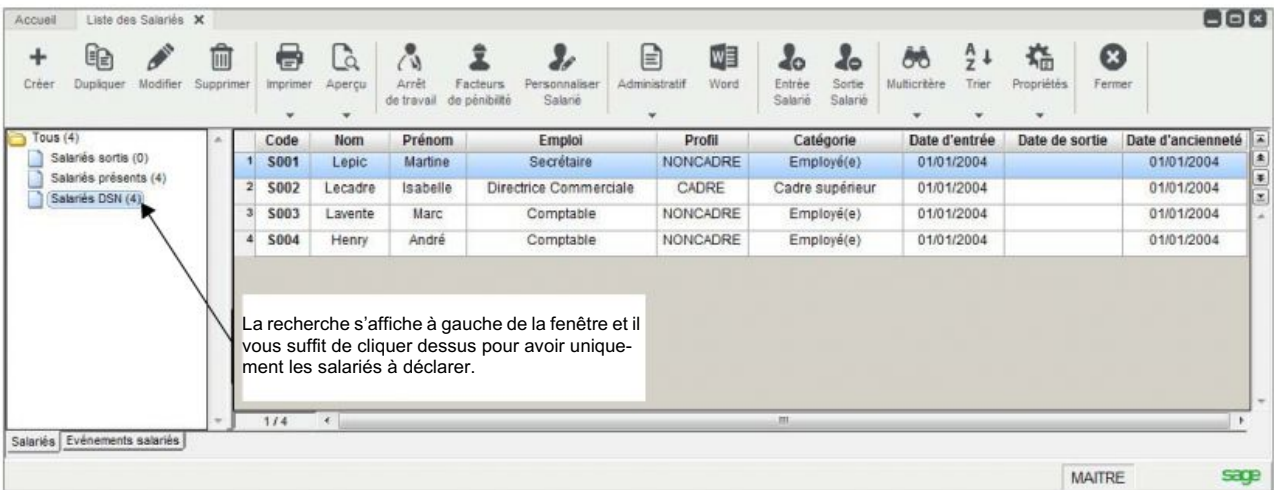 Accueil Liste des Salariés X
Créer Dupliquer Modifier Supprimer Imprimer Aperçu Arrêt de travail Facteurs de pénibilité Personnaliser Salarié Administratif Word Entrée Salarié Sortie Salarié Multicritère Trier Propriétés Fermer
Tous (4)
Salariés sortis (0)
Salariés présents (4)
Salariés DSN (4)
Code Nom Prénom Emploi Profil Catégorie Date d'entrée Date de sortie Date d'ancienneté
1 S001 Lepic Martine Secrétaire NONCADRE Employé(e) 01/01/2004 01/01/2004
2 S002 Lecadre Isabelle Directrice Commerciale CADRE Cadre supérieur 01/01/2004 01/01/2004
3 S003 Lavente Marc Comptable NONCADRE Employé(e) 01/01/2004 01/01/2004
4 S004 Henry André Comptable NONCADRE Employé(e) 01/01/2004 01/01/2004
La recherche s’affiche à gauche de la fenêtre et il
vous suffit de cliquer dessus pour avoir unique-
ment les salariés à déclarer.
1 / 4
Salariés Evénements salariés
MAITRE sage